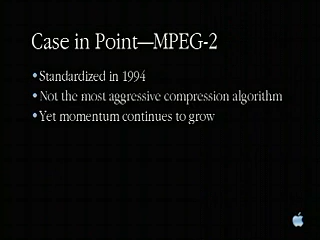 Case in Point—MPEG-2
• Standardized in 1994
• Not the most aggressive compression algorithm
• Yet momentum continues to grow